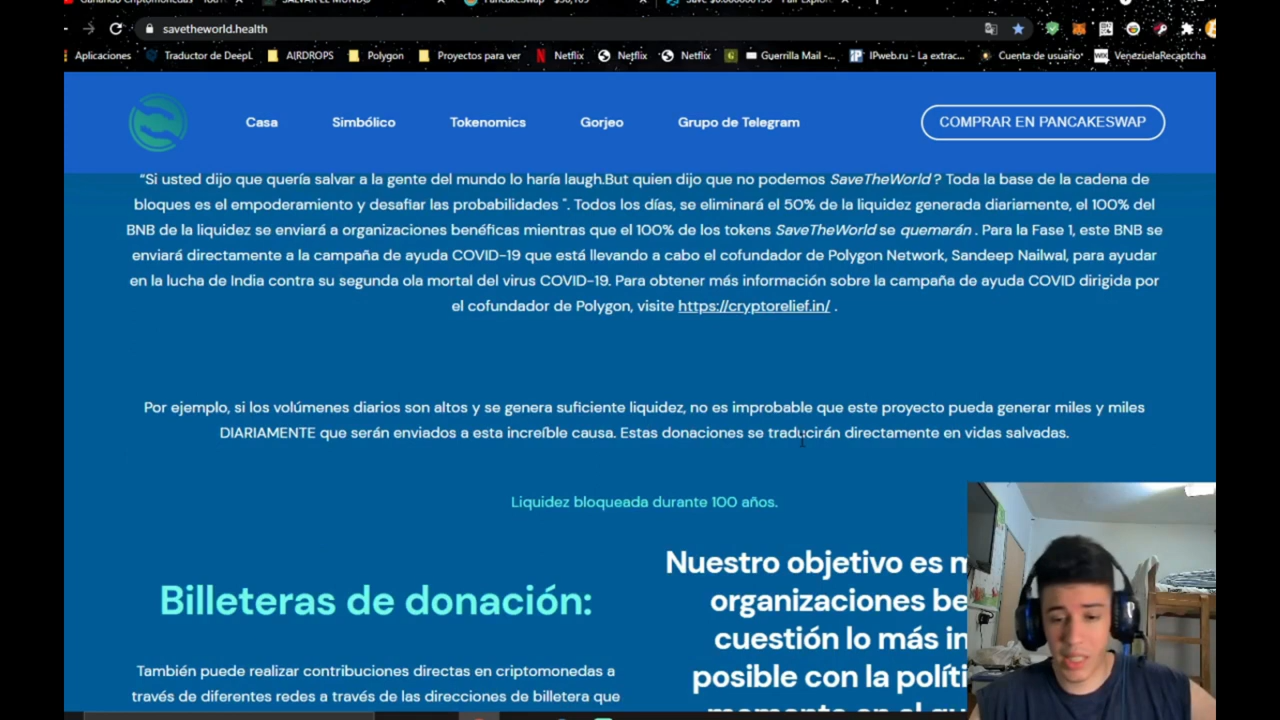 savetheworld.health
Aplicaciones Traductor de DeepL AIRDROPS Polygon Proyectos para ver Netflix Netflix Netflix Guerrilla Mail -... IPweb.ru - La extrac... Cuenta de usuario VenezuelaRecaptcha
Casa Simbólico Tokenomics Gorjeo Grupo de Telegram COMPRAR EN PANCAKESWAP
“Si usted dijo que quería salvar a la gente del mundo lo haría laugh.But quien dijo que no podemos SaveTheWorld ? Toda la base de la cadena de
bloques es el empoderamiento y desafiar las probabilidades ". Todos los días, se eliminará el 50% de la liquidez generada diariamente, el 100% del
BNB de la liquidez se enviará a organizaciones benéficas mientras que el 100% de los tokens SaveTheWorld se quemarán . Para la Fase 1, este BNB se
enviará directamente a la campaña de ayuda COVID-19 que está llevando a cabo el cofundador de Polygon Network, Sandeep Nailwal, para ayudar
en la lucha de India contra su segunda ola mortal del virus COVID-19. Para obtener más información sobre la campaña de ayuda COVID dirigida por
el cofundador de Polygon, visite https://cryptorelief.in/ .
Por ejemplo, si los volúmenes diarios son altos y se genera suficiente liquidez, no es improbable que este proyecto pueda generar miles y miles
DIARIAMENTE que serán enviados a esta increíble causa. Estas donaciones se traducirán directamente en vidas salvadas.
Liquidez bloqueada durante 100 años.
Billeteras de donación:
También puede realizar contribuciones directas en criptomonedas a
través de diferentes redes a través de las direcciones de billetera que
Nuestro objetivo es
organizaciones be
cuestión lo más
posible con la polít